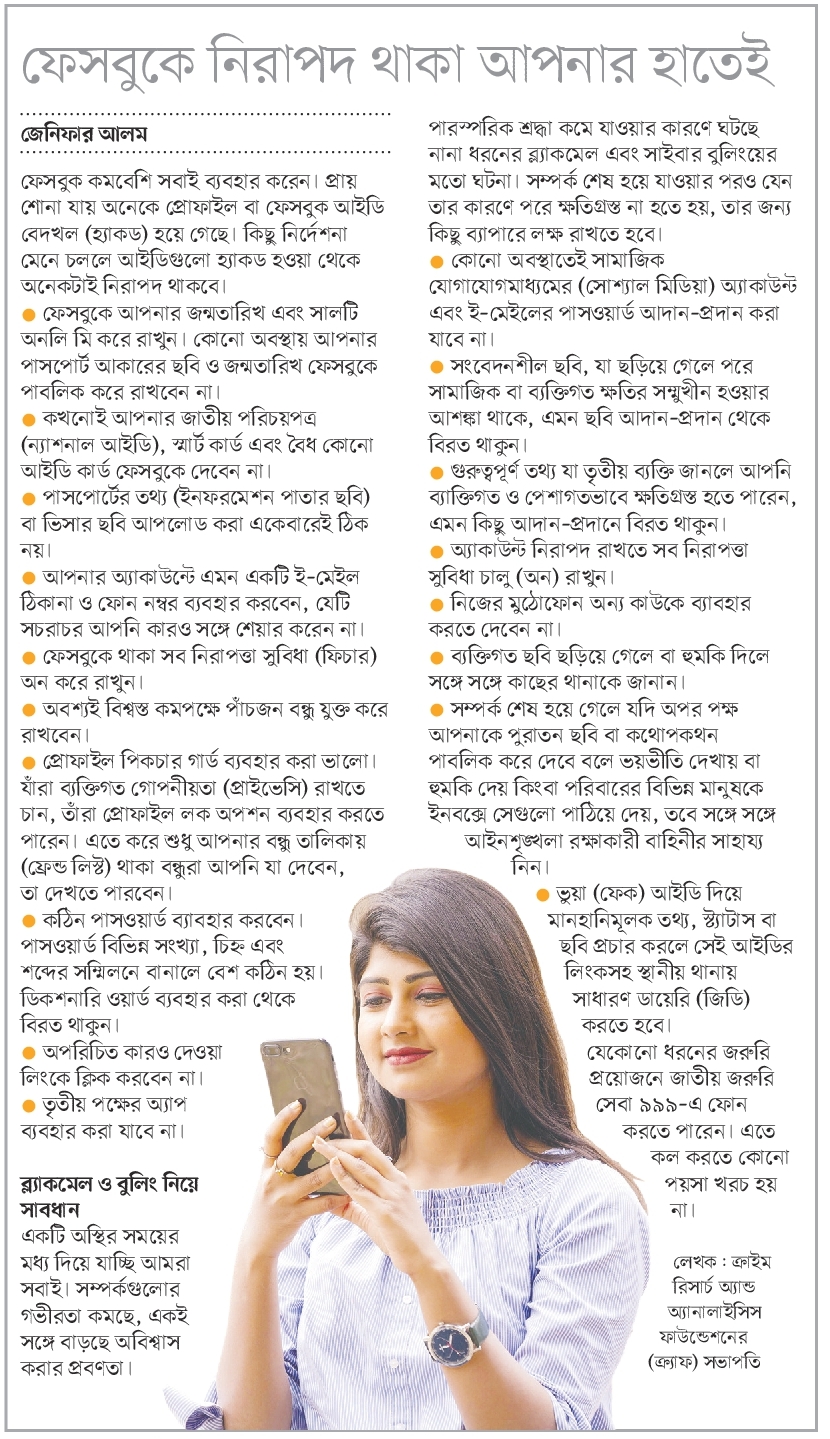 ফেসবুকে নিরাপদ থাকা আপনার হাতেই
জেনিফার আলম
ফেসবুক কমবেশি সবাই ব্যবহার করেন। প্রায়
শোনা যায় অনেকে প্রোফাইল বা ফেসবুক আইডি
বেদখল (হ্যাকড) হয়ে গেছে। কিছু নির্দেশনা
মেনে চললে আইডিগুলো হ্যাকড হওয়া থেকে
অনেকটাই নিরাপদ থাকবে।
● ফেসবুকে আপনার জন্মতারিখ এবং সালটি
অনলি মি করে রাখুন। কোনো অবস্থায় আপনার
পাসপোর্ট আকারের ছবি ও জন্মতারিখ ফেসবুকে
পাবলিক করে রাখবেন না।
● কখনোই আপনার জাতীয় পরিচয়পত্র
(ন্যাশনাল আইডি), স্মার্ট কার্ড এবং বৈধ কোনো
আইডি কার্ড ফেসবুকে দেবেন না।
● পাসপোর্টের তথ্য (ইনফরমেশন পাতার ছবি)
বা ভিসার ছবি আপলোড করা একেবারেই ঠিক
নয়।
● আপনার অ্যাকাউন্টে এমন একটি ই-মেইল
ঠিকানা ও ফোন নম্বর ব্যবহার করবেন, যেটি
সচরাচর আপনি কারও সঙ্গে শেয়ার করেন না।
● ফেসবুকে থাকা সব নিরাপত্তা সুবিধা (ফিচার)
অন করে রাখুন।
● অবশ্যই বিশ্বস্ত কমপক্ষে পাঁচজন বন্ধু যুক্ত করে
রাখবেন।
● প্রোফাইল পিকচার গার্ড ব্যবহার করা ভালো।
যাঁরা ব্যক্তিগত গোপনীয়তা (প্রাইভেসি) রাখতে
চান, তাঁরা প্রোফাইল লক অপশন ব্যবহার করতে
পারেন। এতে করে শুধু আপনার বন্ধু তালিকায়
(ফ্রেন্ড লিস্ট) থাকা বন্ধুরা আপনি যা দেবেন,
তা দেখতে পারবেন।
● কঠিন পাসওয়ার্ড ব্যাবহার করবেন।
পাসওয়ার্ড বিভিন্ন সংখ্যা, চিহ্ন এবং
শব্দের সম্মিলনে বানালে বেশ কঠিন হয়।
ডিকশনারি ওয়ার্ড ব্যবহার করা থেকে
বিরত থাকুন।
● অপরিচিত কারও দেওয়া
লিংকে ক্লিক করবেন না।
● তৃতীয় পক্ষের অ্যাপ
ব্যবহার করা যাবে না।
ব্ল্যাকমেল ও বুলিং নিয়ে
সাবধান
একটি অস্থির সময়ের
মধ্য দিয়ে যাচ্ছি আমরা
সবাই। সম্পর্কগুলোর
গভীরতা কমছে, একই
সঙ্গে বাড়ছে অবিশ্বাস
করার প্রবণতা।
পারস্পরিক শ্রদ্ধা কমে যাওয়ার কারণে ঘটছে
নানা ধরনের ব্ল্যাকমেল এবং সাইবার বুলিংয়ের
মতো ঘটনা। সম্পর্ক শেষ হয়ে যাওয়ার পরও যেন
তার কারণে পরে ক্ষতিগ্রস্ত না হতে হয়, তার জন্য
কিছু ব্যাপারে লক্ষ রাখতে হবে।
● কোনো অবস্থাতেই সামাজিক
যোগাযোগমাধ্যমের (সোশ্যাল মিডিয়া) অ্যাকাউন্ট
এবং ই-মেইলের পাসওয়ার্ড আদান-প্রদান করা
যাবে না।
● সংবেদনশীল ছবি, যা ছড়িয়ে গেলে পরে
সামাজিক বা ব্যক্তিগত ক্ষতির সম্মুখীন হওয়ার
আশঙ্কা থাকে, এমন ছবি আদান-প্রদান থেকে
বিরত থাকুন।
● গুরুত্বপূর্ণ তথ্য যা তৃতীয় ব্যক্তি জানলে আপনি
ব্যাক্তিগত ও পেশাগতভাবে ক্ষতিগ্রস্ত হতে পারেন,
এমন কিছু আদান-প্রদানে বিরত থাকুন।
● অ্যাকাউন্ট নিরাপদ রাখতে সব নিরাপত্তা
সুবিধা চালু (অন) রাখুন।
● নিজের মুঠোফোন অন্য কাউকে ব্যাবহার
করতে দেবেন না।
● ব্যক্তিগত ছবি ছড়িয়ে গেলে বা হুমকি দিলে
সঙ্গে সঙ্গে কাছের থানাকে জানান।
● সম্পর্ক শেষ হয়ে গেলে যদি অপর পক্ষ
আপনাকে পুরাতন ছবি বা কথোপকথন
পাবলিক করে দেবে বলে ভয়ভীতি দেখায় বা
হুমকি দেয় কিংবা পরিবারের বিভিন্ন মানুষকে
ইনবক্সে সেগুলো পাঠিয়ে দেয়, তবে সঙ্গে সঙ্গে
আইনশৃঙ্খলা রক্ষাকারী বাহিনীর সাহায্য
নিন।
● ভুয়া (ফেক) আইডি দিয়ে
মানহানিমূলক তথ্য, স্ট্যাটাস বা
ছবি প্রচার করলে সেই আইডির
লিংকসহ স্থানীয় থানায়
সাধারণ ডায়েরি (জিডি)
করতে হবে।
যেকোনো ধরনের জরুরি
প্রয়োজনে জাতীয় জরুরি
সেবা ৯৯৯-এ ফোন
করতে পারেন। এতে
কল করতে কোনো
পয়সা খরচ হয়
না।
লেখক : ক্রাইম
রিসার্চ অ্যান্ড
অ্যানালাইসিস
ফাউন্ডেশনের
(ক্র্যাফ) সভাপতি